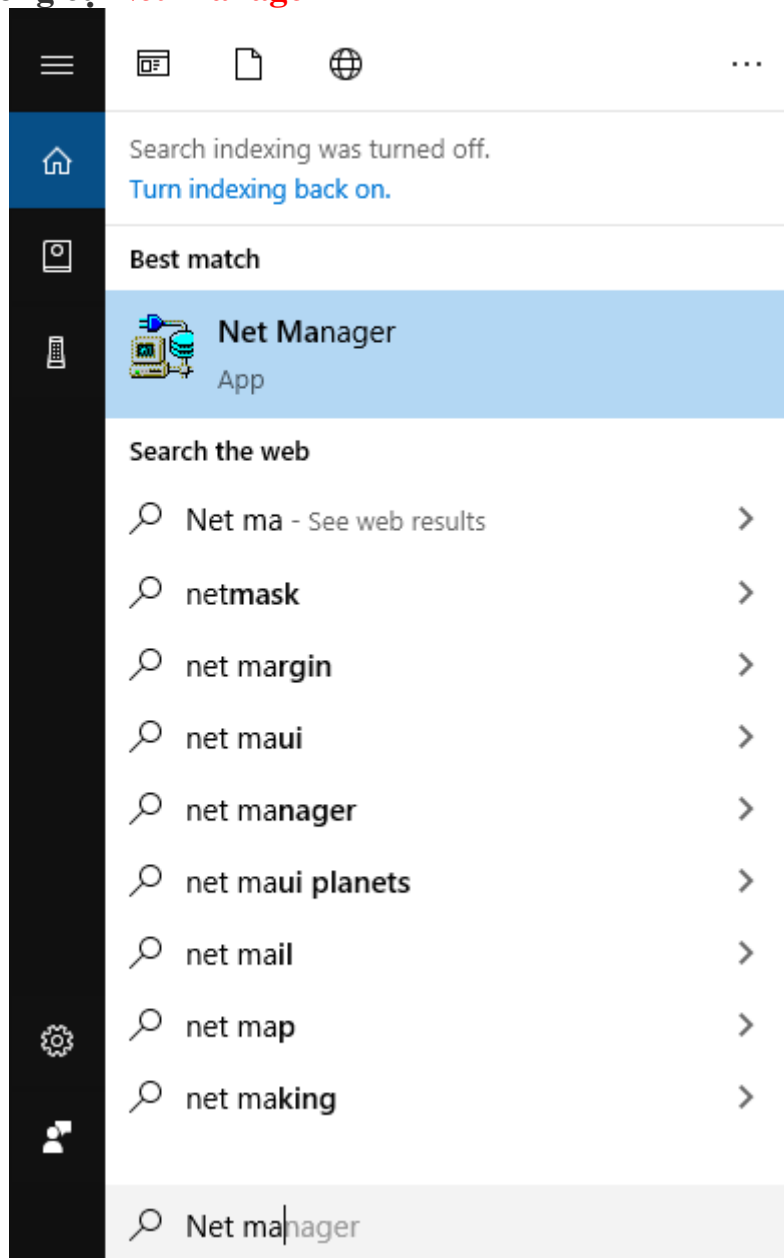 Net Manager
Search indexing was turned off.
Turn indexing back on.
Best match
Net Manager
App
Search the web
Net ma - See web results
netmask
net margin
net maui
net manager
net maui planets
net mail
net map
net making
Net manager